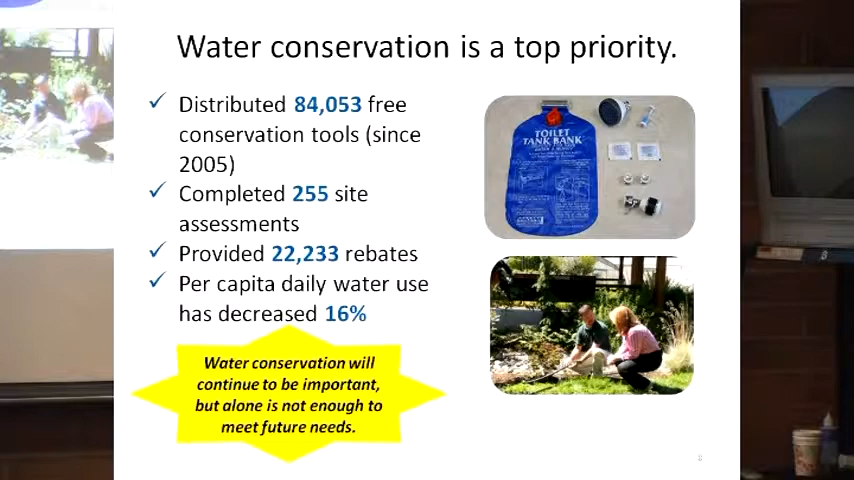 Water conservation is a top priority.
✓ Distributed 84,053 free
conservation tools (since
2005)
✓ Completed 255 site
assessments
✓ Provided 22,233 rebates
✓ Per capita daily water use
has decreased 16%
Water conservation will
continue to be important,
but alone is not enough to
meet future needs.
TOILET
TANK BANK
8